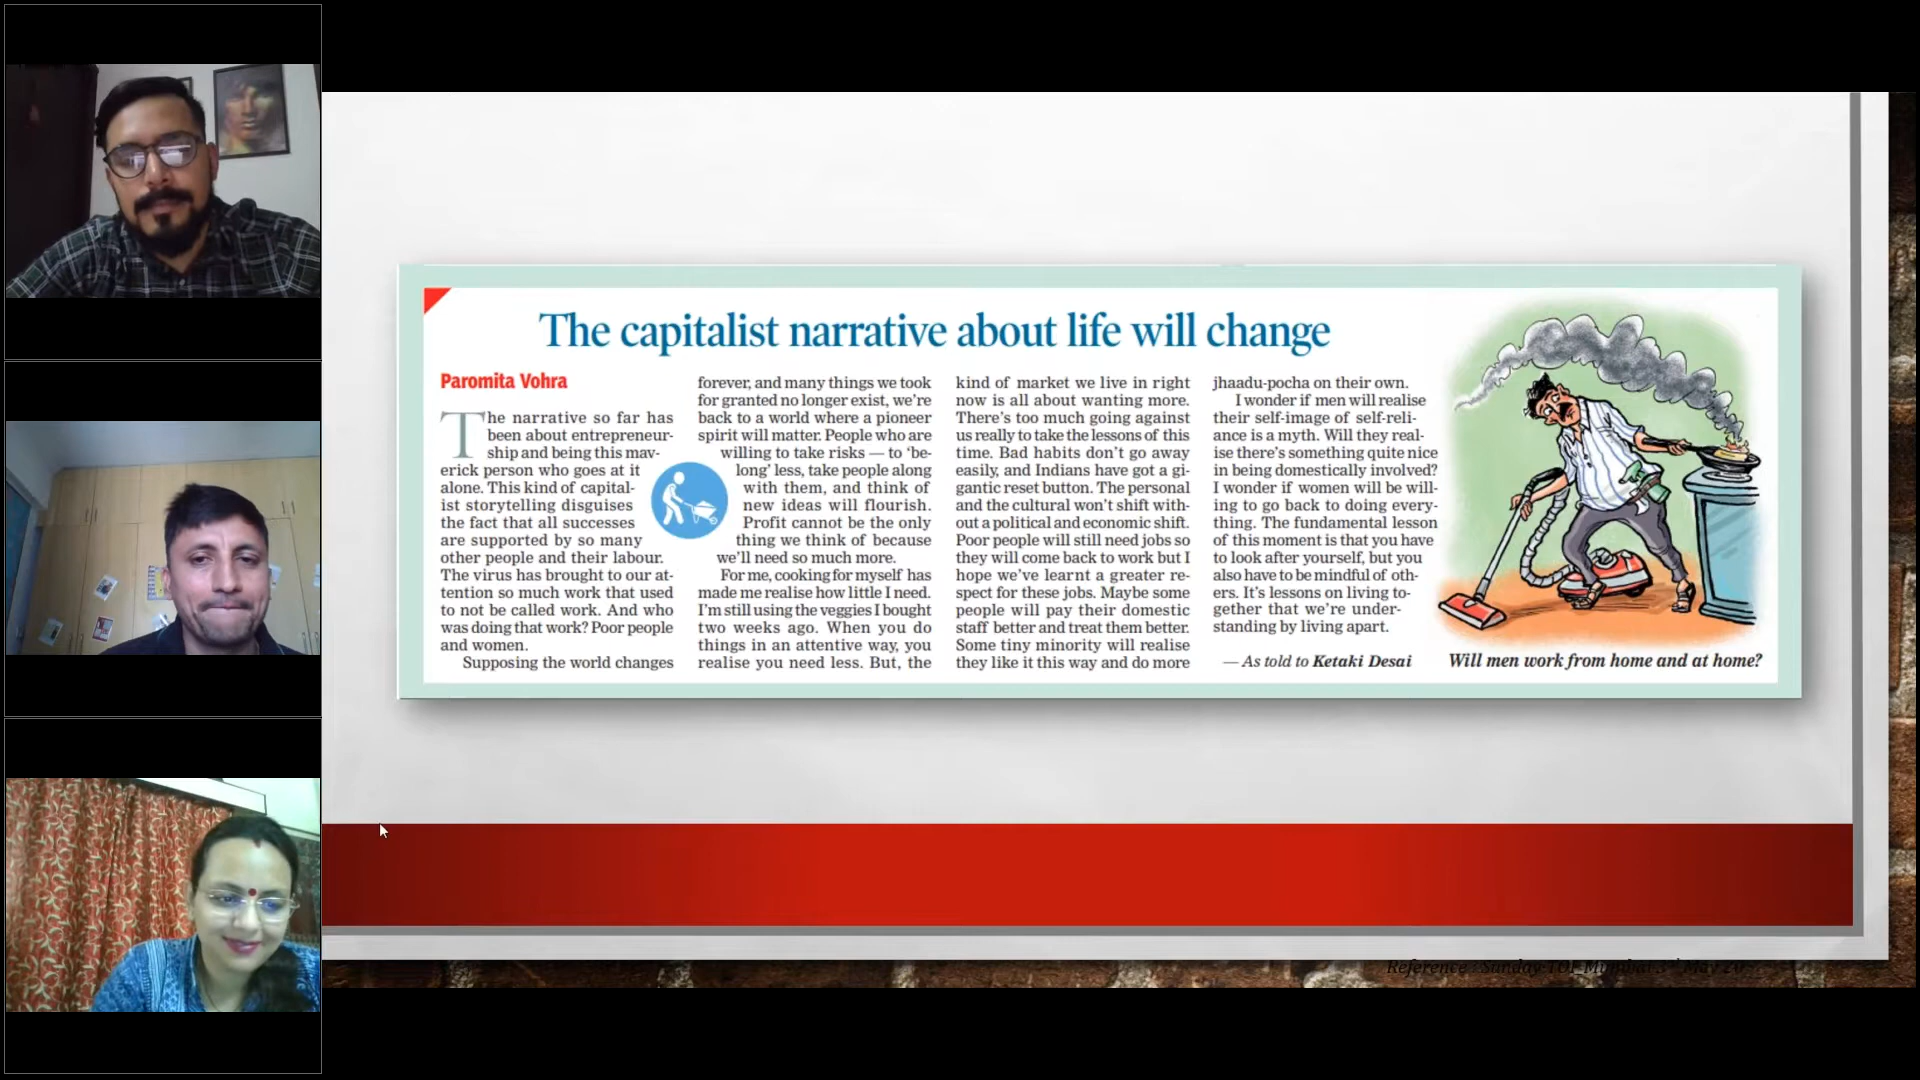 The capitalist narrative about life will change
Paromita Vohra
The narrative so far has
been about entrepreneur-
ship and being this mav-
erick person who goes at it
alone. This kind of capital-
ist storytelling disguises
the fact that all successes
are supported by so many
other people and their labour.
The virus has brought to our at-
tention so much work that used
to not be called work. And who
was doing that work? Poor people
and women.
Supposing the world changes
forever, and many things we took
for granted no longer exist, we're
back to a world where a pioneer
spirit will matter. People who are
willing to take risks — to 'be-
long' less, take people along
with them, and think of
new ideas will flourish.
Profit cannot be the only
thing we think of because
we'll need so much more.
For me, cooking for myself has
made me realise how little I need.
I'm still using the veggies I bought
two weeks ago. When you do
things in an attentive way, you
realise you need less. But, the
kind of market we live in right
now is all about wanting more.
There's too much going against
us really to take the lessons of this
time. Bad habits don't go away
easily, and Indians have got a gi-
gantic reset button. The personal
and the cultural won't shift with-
out a political and economic shift.
Poor people will still need jobs so
they will come back to work but I
hope we've learnt a greater re-
spect for these jobs. Maybe some
people will pay their domestic
staff better and treat them better.
Some tiny minority will realise
they like it this way and do more
jhaadu-pocha on their own.
I wonder if men will realise
their self-image of self-reli-
ance is a myth. Will they real-
ise there's something quite nice
in being domestically involved?
I wonder if women will be will-
ing to go back to doing every-
thing. The fundamental lesson
of this moment is that you have
to look after yourself, but you
also have to be mindful of oth-
ers. It's lessons on living to-
gether that we're under-
standing by living apart.
— As told to Ketaki Desai
Will men work from home and at home?
Reference : Sunday TOI Mumbai 3rd May 20